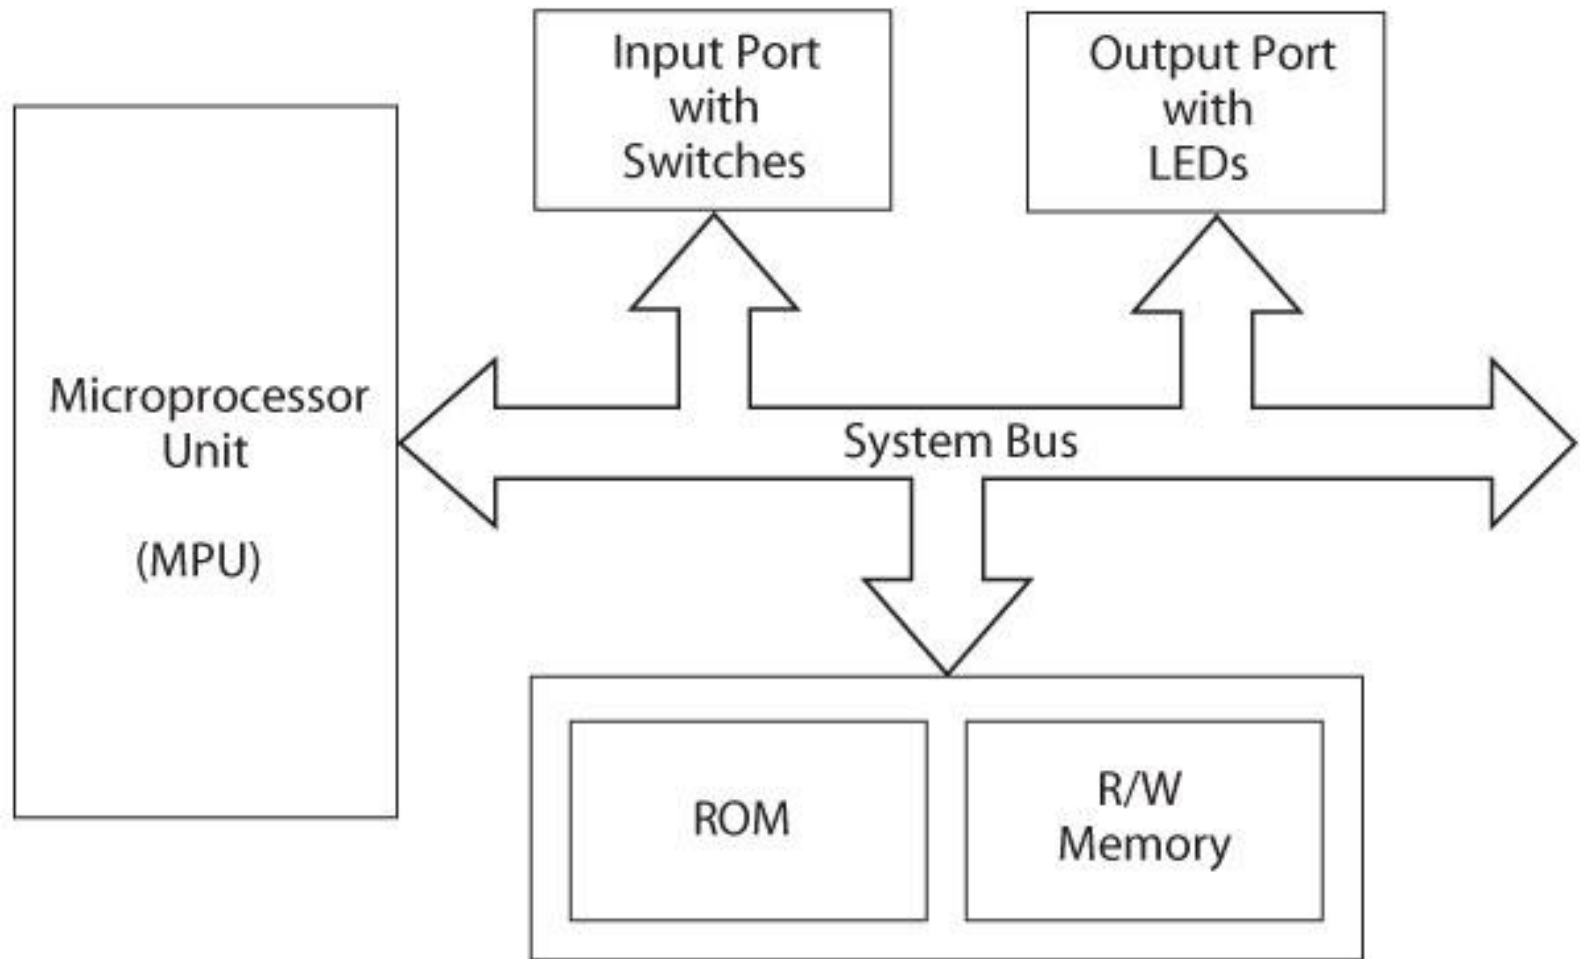 Input Port
with
Switches
Output Port
with
LEDs
Microprocessor
Unit
(MPU)
System Bus
ROM
R/W
Memory